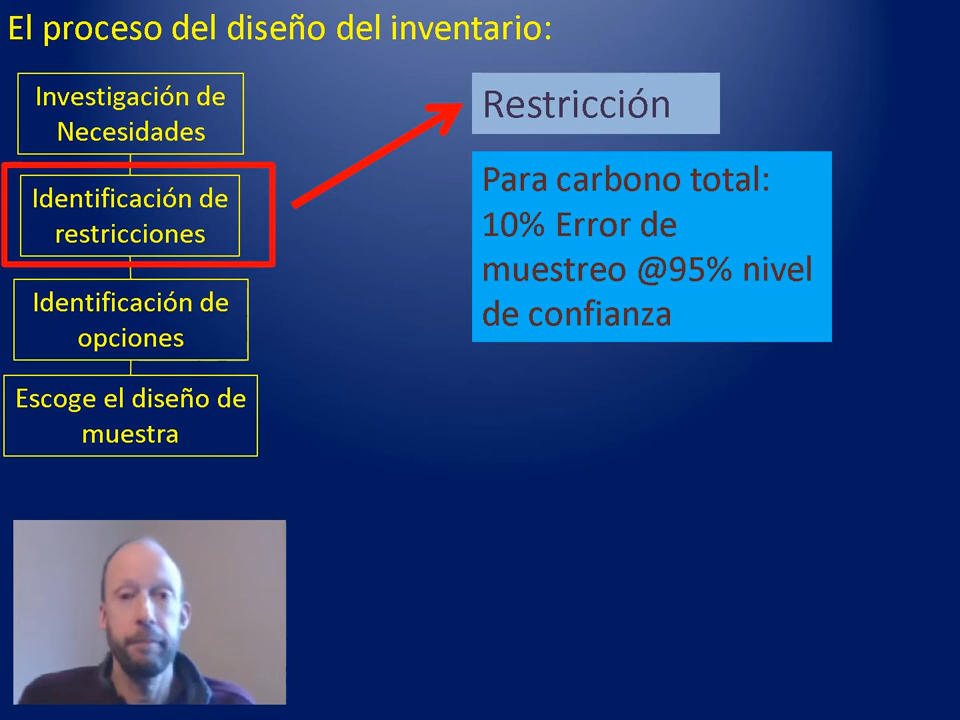 El proceso del diseño del inventario:
Investigación de
Necesidades
Identificación de
restricciones
Identificación de
opciones
Escoge el diseño de
muestra
Restricción
Para carbono total:
10% Error de
muestreo @95% nivel
de confianza